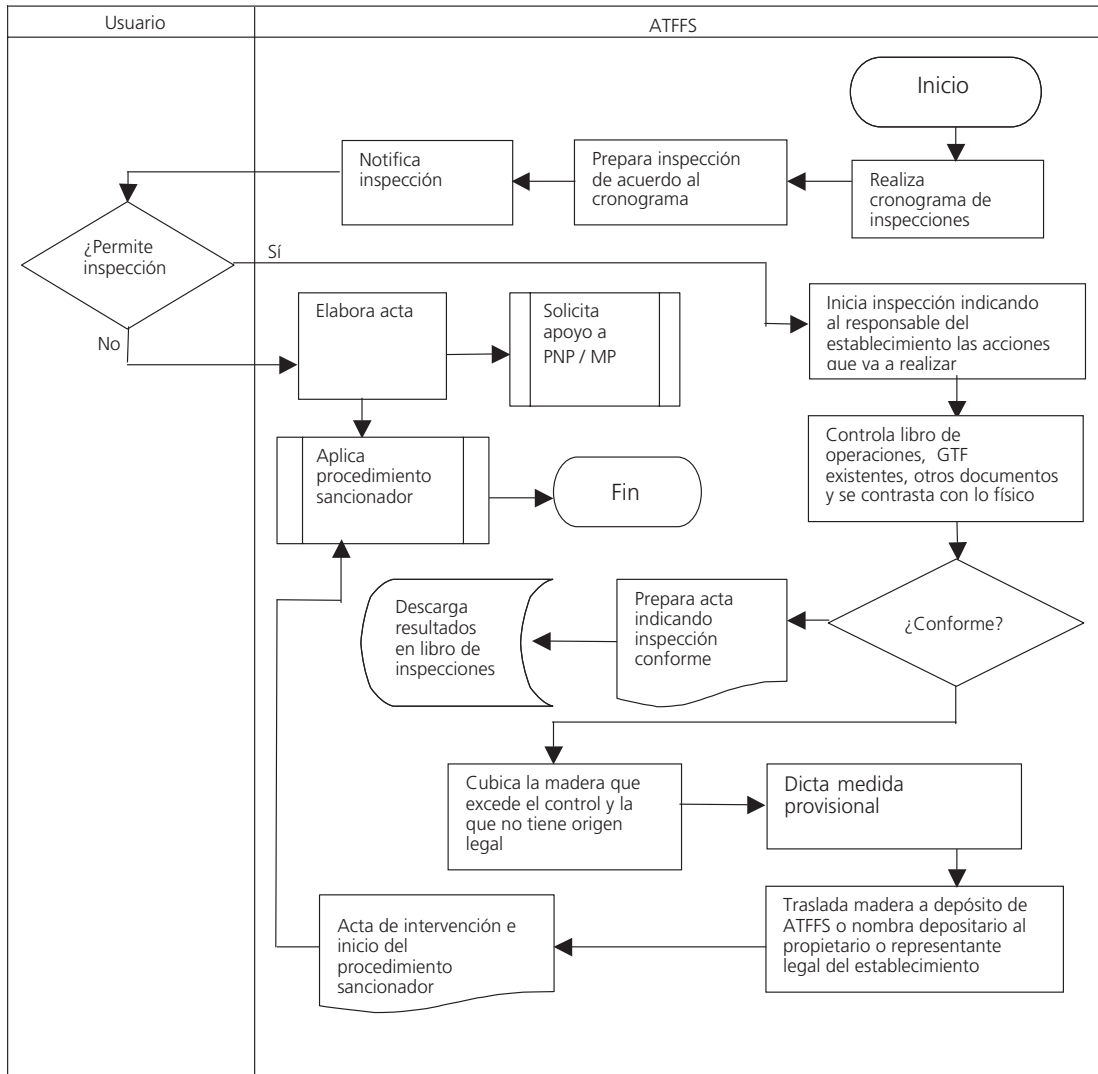 Usuario
ATFFS
Inicio
Realiza
cronograma de
inspecciones
Prepara inspección
de acuerdo al
cronograma
Notifica
inspección
¿Permite
inspección
Sí
No
Elabora acta
Solicita
apoyo a
PNP / MP
Inicia inspección indicando
al responsable del
establecimiento las acciones
que va a realizar
Aplica
procedimiento
sancionador
Fin
Controla libro de
operaciones, GTF
existentes, otros documentos
y se contrasta con lo físico
¿Conforme?
Prepara acta
indicando
inspección
conforme
Descarga
resultados
en libro de
inspecciones
Cubica la madera que
excede el control y la
que no tiene origen
legal
Dicta medida
provisional
Traslada madera a depósito de
ATFFS o nombra depositario al
propietario o representante
legal del establecimiento
Acta de intervención e
inicio del
procedimiento
sancionador